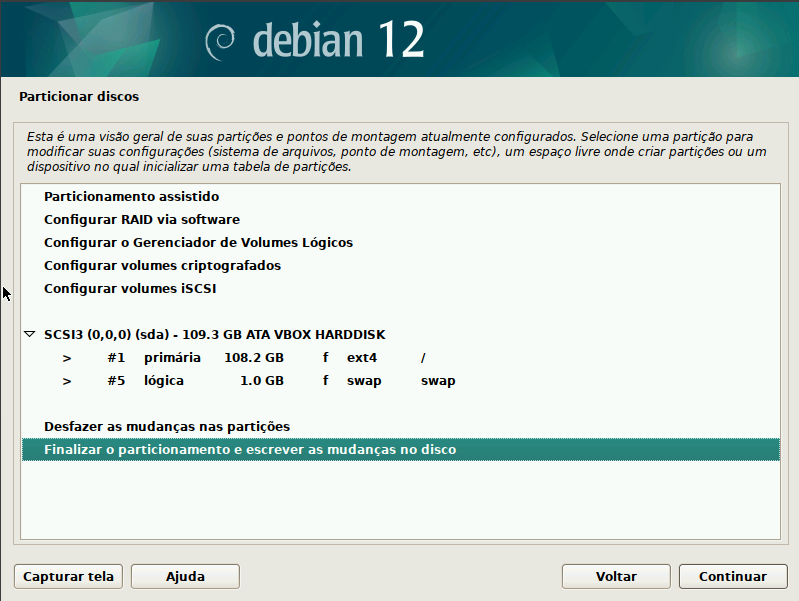 debian 12
Particionar discos
Esta é uma visão geral de suas partições e pontos de montagem atualmente configurados. Selecione uma partição para
modificar suas configurações (sistema de arquivos, ponto de montagem, etc), um espaço livre onde criar partições ou um
dispositivo no qual inicializar uma tabela de partições.
Particionamento assistido
Configurar RAID via software
Configurar o Gerenciador de Volumes Lógicos
Configurar volumes criptografados
Configurar volumes iSCSI
SCSI3 (0,0,0) (sda) - 109.3 GB ATA VBOX HARDDISK
> #1 primária 108.2 GB f ext4 /
> #5 lógica 1.0 GB f swap swap
Desfazer as mudanças nas partições
Finalizar o particionamento e escrever as mudanças no disco
Capturar tela Ajuda Voltar Continuar